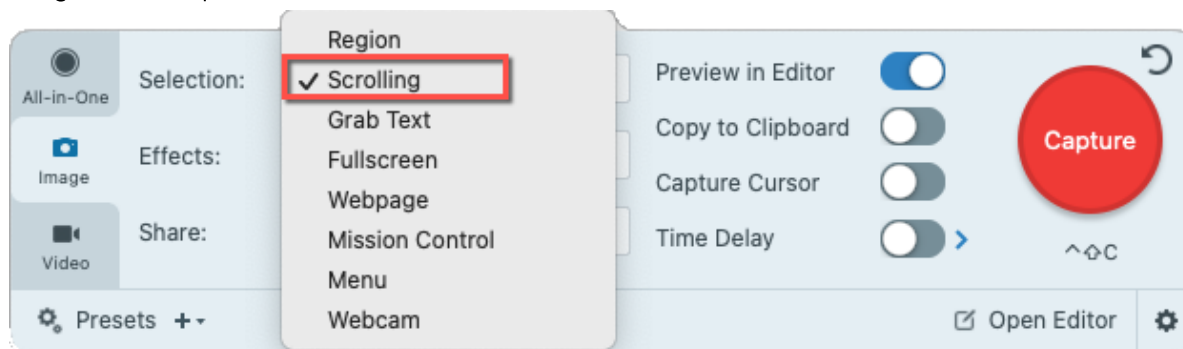 All-in-One
Image
Video
Selection:
Effects:
Share:
Region
✓ Scrolling
Grab Text
Fullscreen
Webpage
Mission Control
Menu
Webcam
Preview in Editor
Copy to Clipboard
Capture Cursor
Time Delay
Capture
^⇧C
Presets +
Open Editor